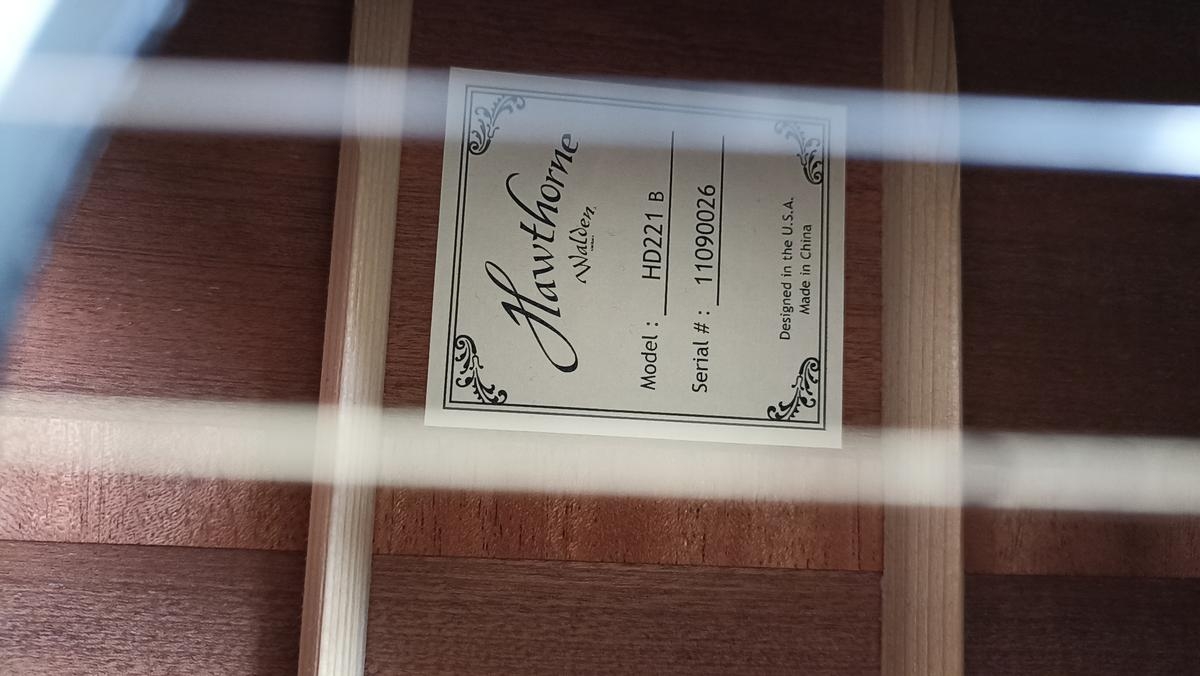 Hawthorne
Walden
Model : HD221 B
Serial # : 11090026
Designed in the U.S.A.
Made in China